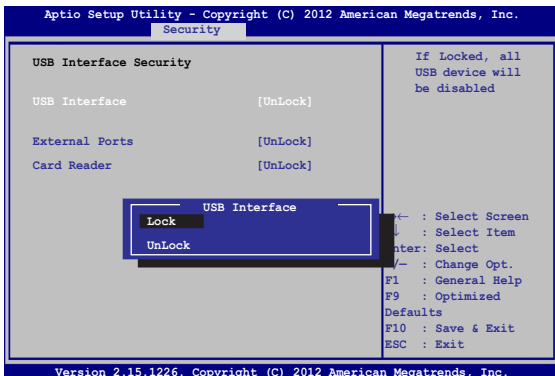 Aptio Setup Utility - Copyright (C) 2012 American Megatrends, Inc.
Security
USB Interface Security
USB Interface [UnLock]
External Ports [UnLock]
Card Reader [UnLock]
If Locked, all
USB device will
be disabled
USB Interface
Lock
UnLock
→← : Select Screen
↓ : Select Item
nter: Select
/— : Change Opt.
F1 : General Help
F9 : Optimized
Defaults
F10 : Save & Exit
ESC : Exit
Version 2.15.1226. Copyright (C) 2012 American Megatrends, Inc.